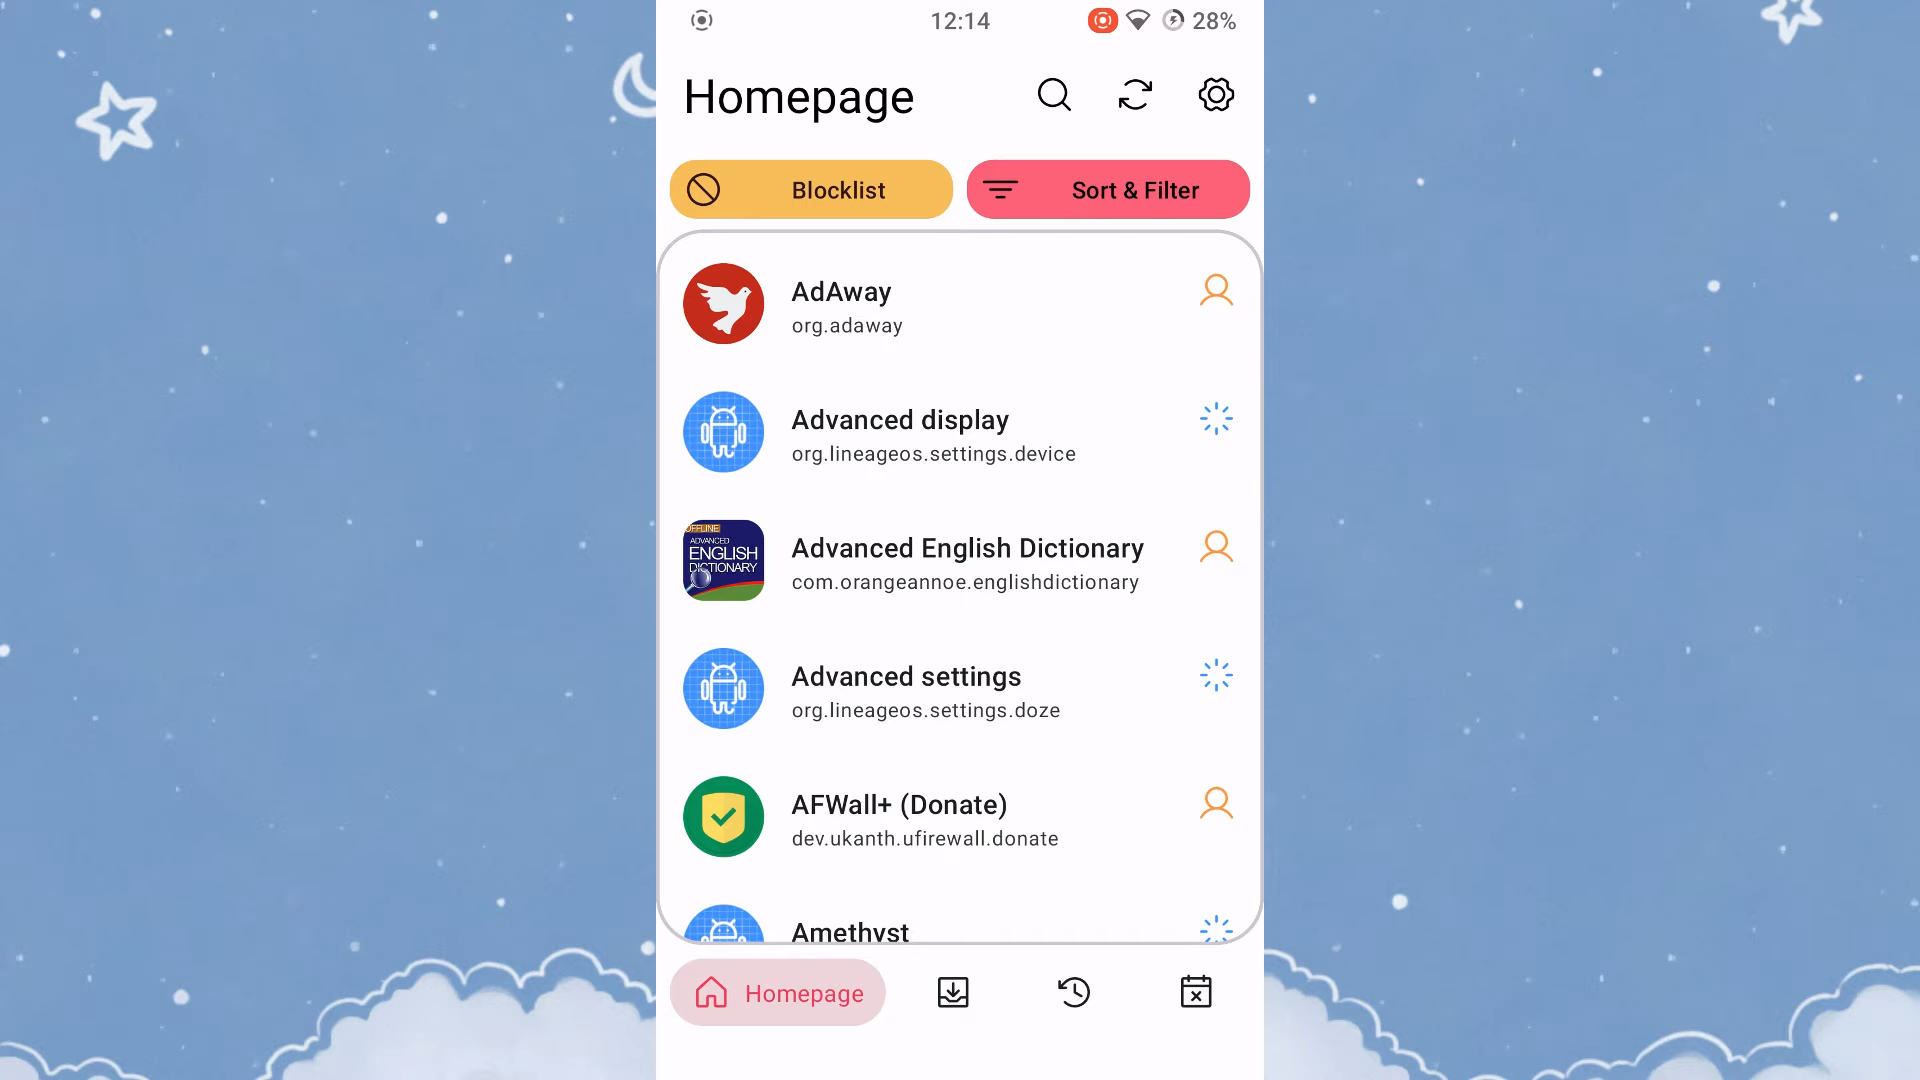 12:14
28%
Homepage
Blocklist
Sort & Filter
AdAway
org.adaway
Advanced display
org.lineageos.settings.device
OFFLINE
ADVANCED
ENGLISH
DICTIONARY
Advanced English Dictionary
com.orangeannoe.englishdictionary
Advanced settings
org.lineageos.settings.doze
AFWall+ (Donate)
dev.ukanth.ufirewall.donate
Amethyst
Homepage